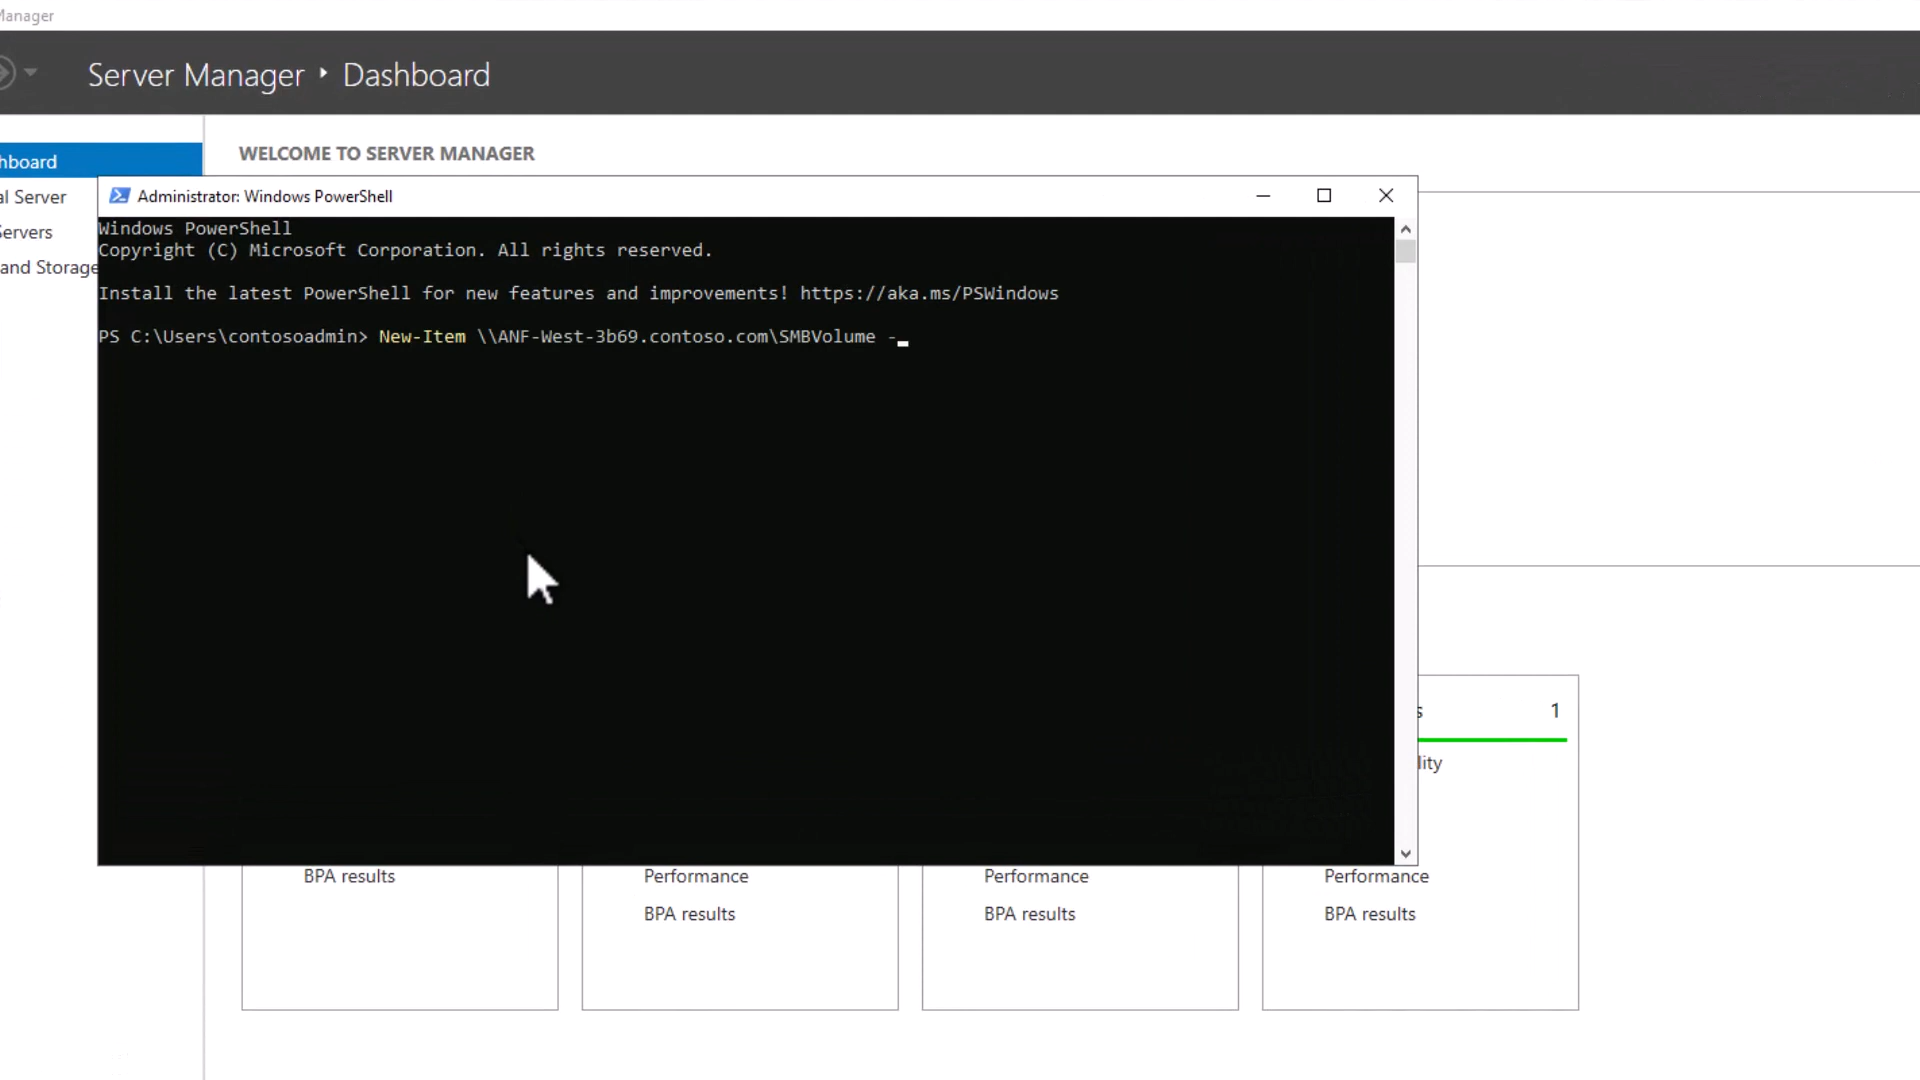 Manager
Server Manager
Dashboard
hboard
WELCOME TO SERVER MANAGER
al Server
Servers
and Storage
Administrator: Windows PowerShell
Windows PowerShell
Copyright (C) Microsoft Corporation. All rights reserved.
Install the latest PowerShell for new features and improvements! https://aka.ms/PSWindows
PS C:\Users\contosoadmin> New-Item \\ANF-West-3b69.contoso.com\SMBVolume -
s 1
lity
BPA results
Performance
BPA results
Performance
BPA results
Performance
BPA results